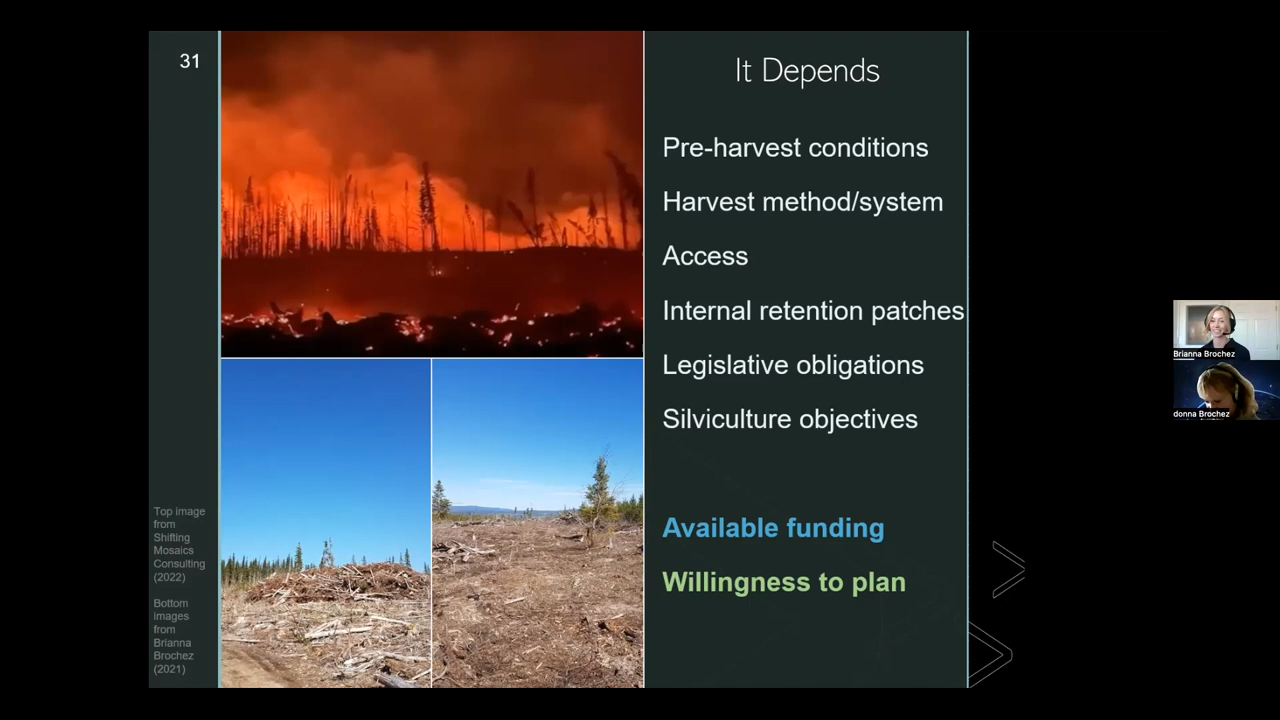 31
It Depends
Pre-harvest conditions
Harvest method/system
Access
Internal retention patches
Legislative obligations
Silviculture objectives
Available funding
Willingness to plan
Top image
from
Shifting
Mosaics
Consulting
(2022)
Bottom
images
from
Brianna
Brochez
(2021)
Brianna Brochez
donna Brochez